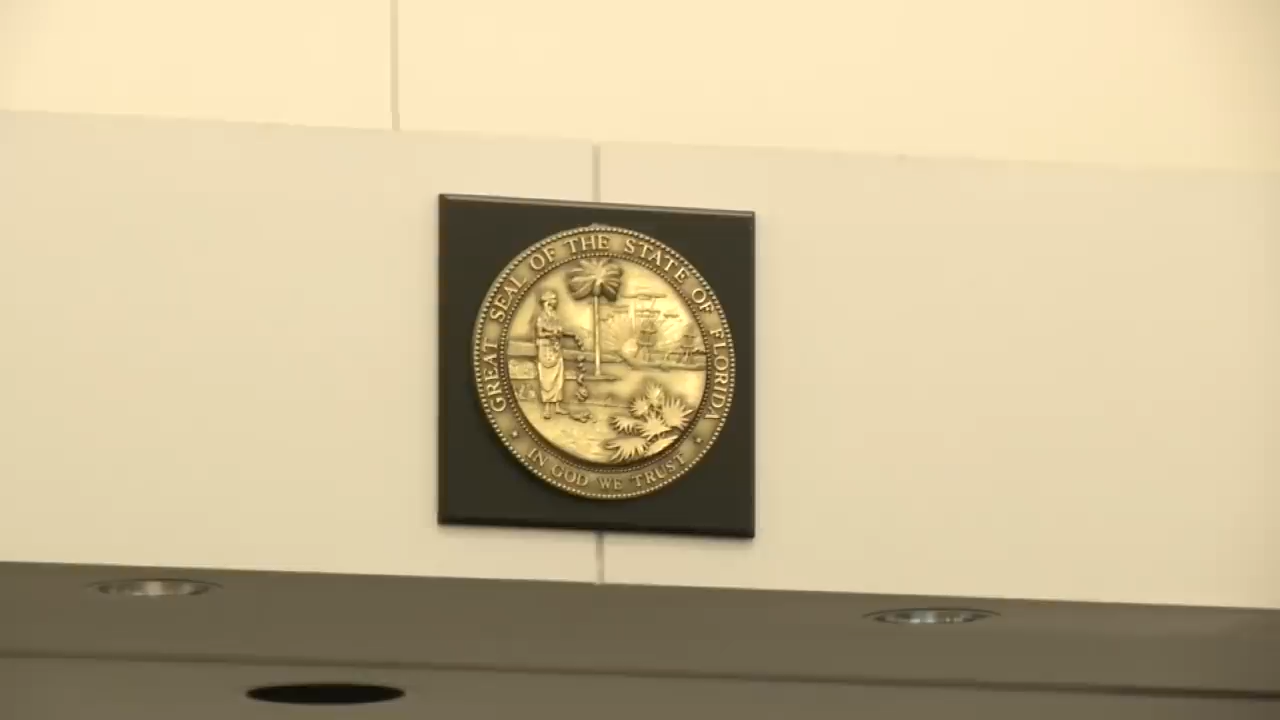 GREAT SEAL OF THE STATE OF FLORIDA
IN GOD WE TRUST